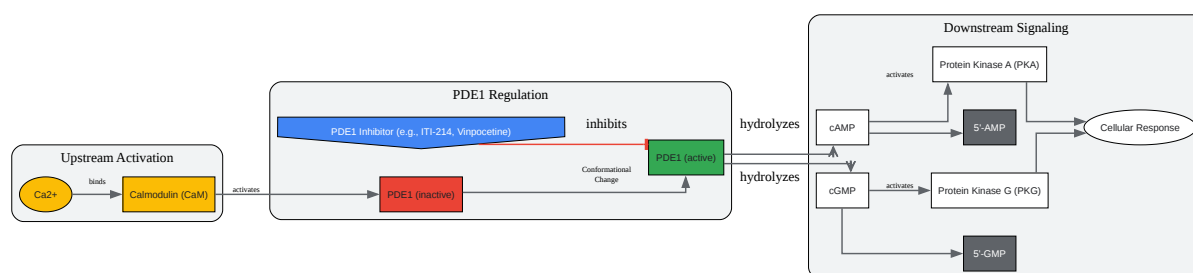 Downstream Signaling
Protein Kinase A (PKA)
activates
PDE1 Regulation
PDE1 Inhibitor (e.g., ITI-214, Vinpocetine)
inhibits
hydrolyzes
cAMP
5'-AMP
Cellular Response
Upstream Activation
PDE1 (active)
Conformational
Change
hydrolyzes
Ca2+
binds
Calmodulin (CaM)
activates
PDE1 (inactive)
cGMP
activates
Protein Kinase G (PKG)
5'-GMP